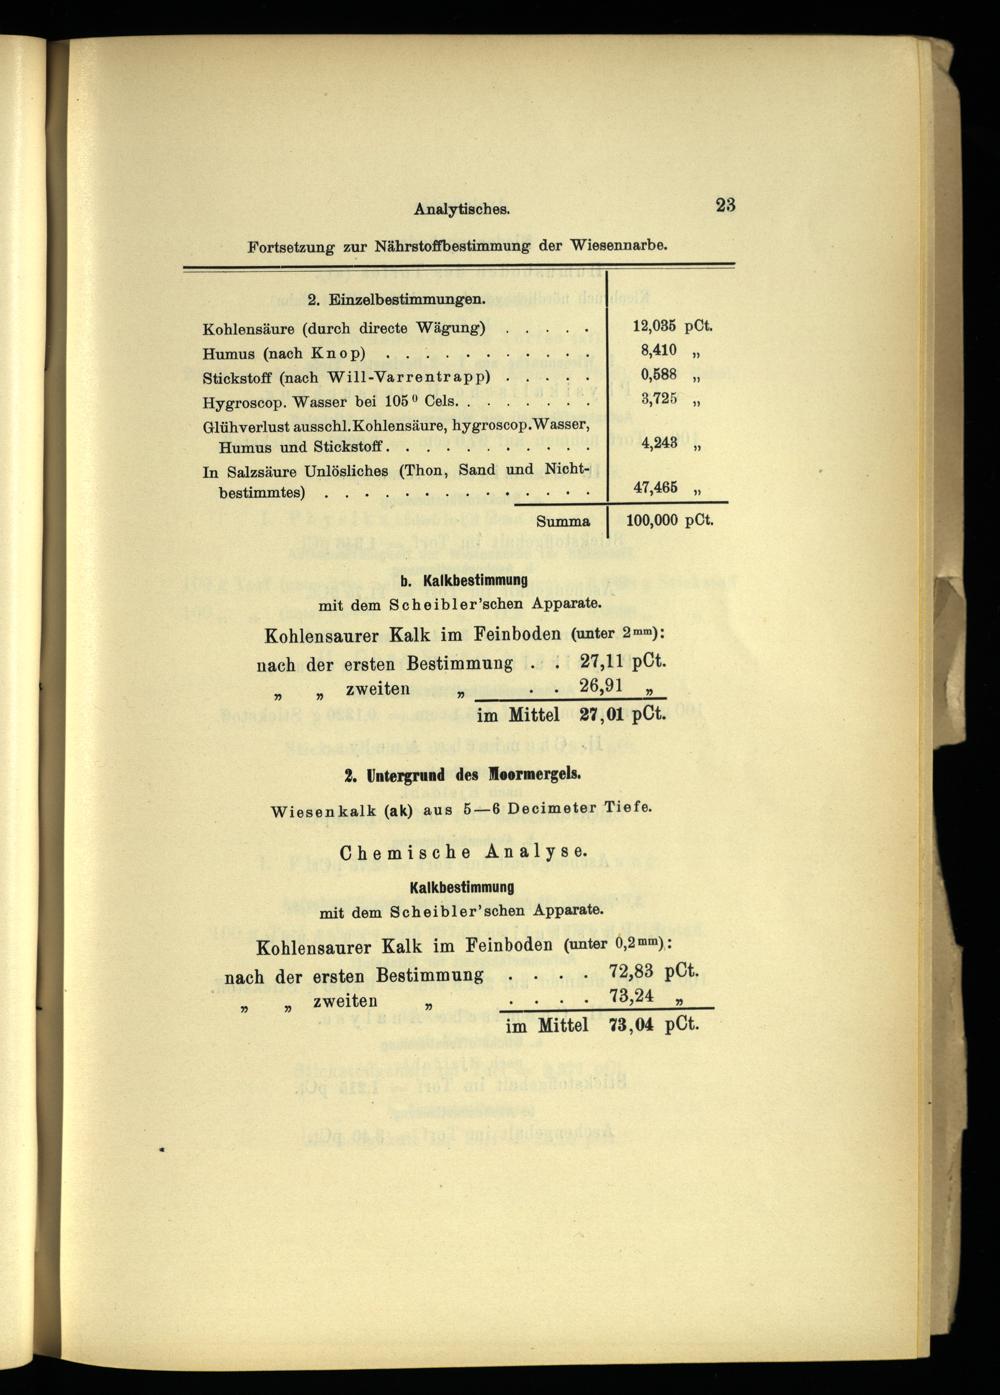 Analytisches. 23
Fortsetzung zur Nährstoffbestimmung der Wiesennarbe.
2. Einzelbestimmungen.
Kohlensäure (durch directe Wägung) . . . . . 12,035 pCt.
Humus (nach Knop) . . . . . . . . . . . 8,410 „
Stickstoff (nach Will-Varrentrapp) . . . . . 0,588 „
Hygroscop. Wasser bei 105⁰ Cels. . . . . . . . 3,725 „
Glühverlust ausschl. Kohlensäure, hygroscop. Wasser,
Humus und Stickstoff . . . . . . . . . . . 4,243 „
In Salzsäure Unlösliches (Thon, Sand und Nicht-
bestimmtes) . . . . . . . . . . . . . . 47,465 „
Summa 100,000 pCt.
b. Kalkbestimmung
mit dem Scheibler'schen Apparate.
Kohlensaurer Kalk im Feinboden (unter 2ᵐᵐ):
nach der ersten Bestimmung . . 27,11 pCt.
„ „ zweiten „ . . 26,91 „
im Mittel 27,01 pCt.
2. Untergrund des Moormergels.
Wiesenkalk (ak) aus 5—6 Decimeter Tiefe.
Chemische Analyse.
Kalkbestimmung
mit dem Scheibler'schen Apparate.
Kohlensaurer Kalk im Feinboden (unter 0,2ᵐᵐ):
nach der ersten Bestimmung . . . . 72,83 pCt.
„ „ zweiten „ . . . . 73,24 „
im Mittel 73,04 pCt.